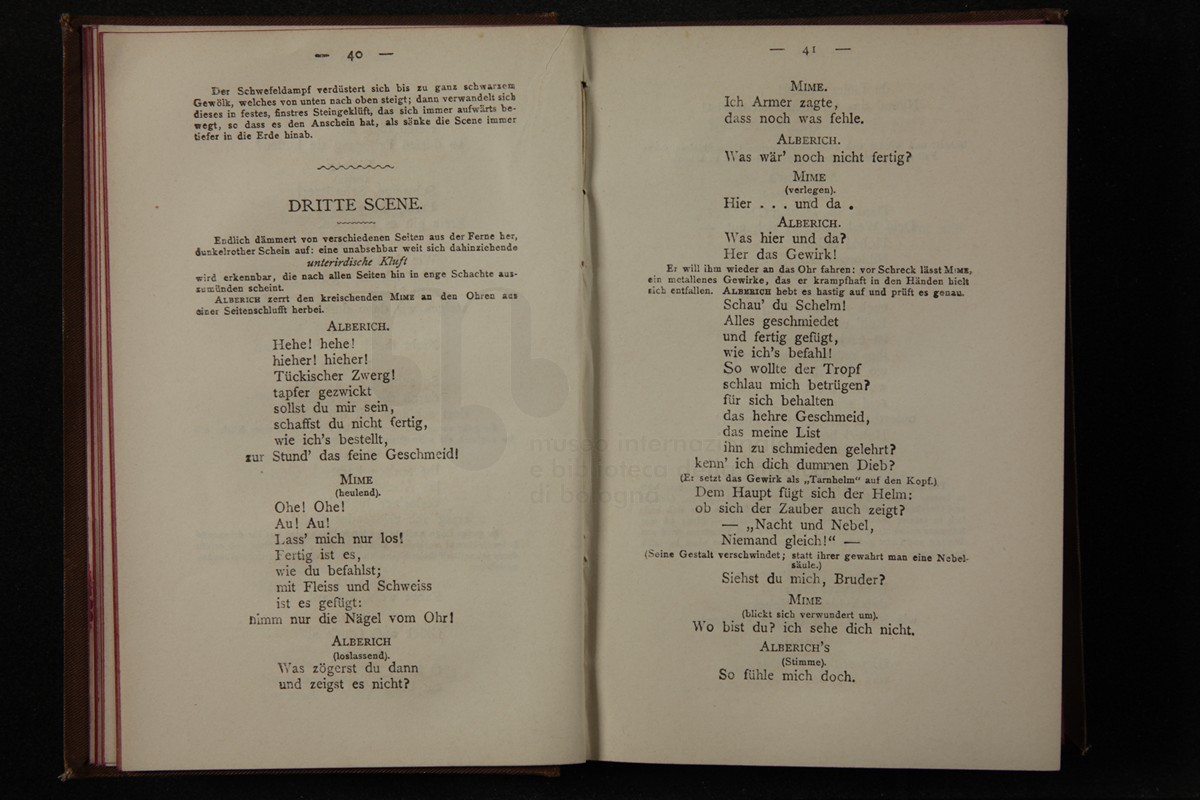 — 40 —
Der Schwefeldampf verdüstert sich bis zu ganz schwarzem
Gewölk, welches von unten nach oben steigt; dann verwandelt sich
dieses in festes, finstres Steingeklüft, das sich immer aufwärts be-
wegt, so dass es den Anschein hat, als sänke die Scene immer
tiefer in die Erde hinab.
DRITTE SCENE.
Endlich dämmert von verschiedenen Seiten aus der Ferne her,
dunkelrother Schein auf: eine unabsehbar weit sich dahinziehende
unterirdische Kluft
wird erkennbar, die nach allen Seiten hin in enge Schachte aus-
zumünden scheint.
ALBERICH zerrt den kreischenden MIME an den Ohren aus
einer Seitenschlufft herbei.
ALBERICH.
Hehe! hehe!
hieher! hieher!
Tückischer Zwerg!
tapfer gezwickt
sollst du mir sein,
schaffst du nicht fertig,
wie ich's bestellt,
zur Stund' das feine Geschmeid!
MIME
(heulend).
Ohe! Ohe!
Au! Au!
Lass' mich nur los!
Fertig ist es,
wie du befahlst;
mit Fleiss und Schweiss
ist es gefügt:
nimm nur die Nägel vom Ohr!
ALBERICH
(loslassend).
Was zögerst du dann
und zeigst es nicht?
— 41 —
MIME.
Ich Armer zagte,
dass noch was fehle.
ALBERICH.
Was wär' noch nicht fertig?
MIME
(verlegen).
Hier . . . und da .
ALBERICH.
Was hier und da?
Her das Gewirk!
Er will ihm wieder an das Ohr fahren: vor Schreck lässt MIME,
ein metallenes Gewirke, das er krampfhaft in den Händen hielt
sich entfallen. ALBERICH hebt es hastig auf und prüft es genau.
Schau' du Schelm!
Alles geschmiedet
und fertig gefügt,
wie ich's befahl!
So wollte der Tropf
schlau mich betrügen?
für sich behalten
das hehre Geschmeid,
das meine List
ihn zu schmieden gelehrt?
kenn' ich dich dummen Dieb?
(Er setzt das Gewirk als „Tarnhelm" auf den Kopf.)
Dem Haupt fügt sich der Helm:
ob sich der Zauber auch zeigt?
— „Nacht und Nebel,
Niemand gleich!“ —
(Seine Gestalt verschwindet; statt ihrer gewahrt man eine Nebel-
säule.)
Siehst du mich, Bruder?
MIME
(blickt sich verwundert um).
Wo bist du? ich sehe dich nicht.
ALBERICH'S
(Stimme).
So fühle mich doch.
museo internazi
e biblioteca d
di bologna